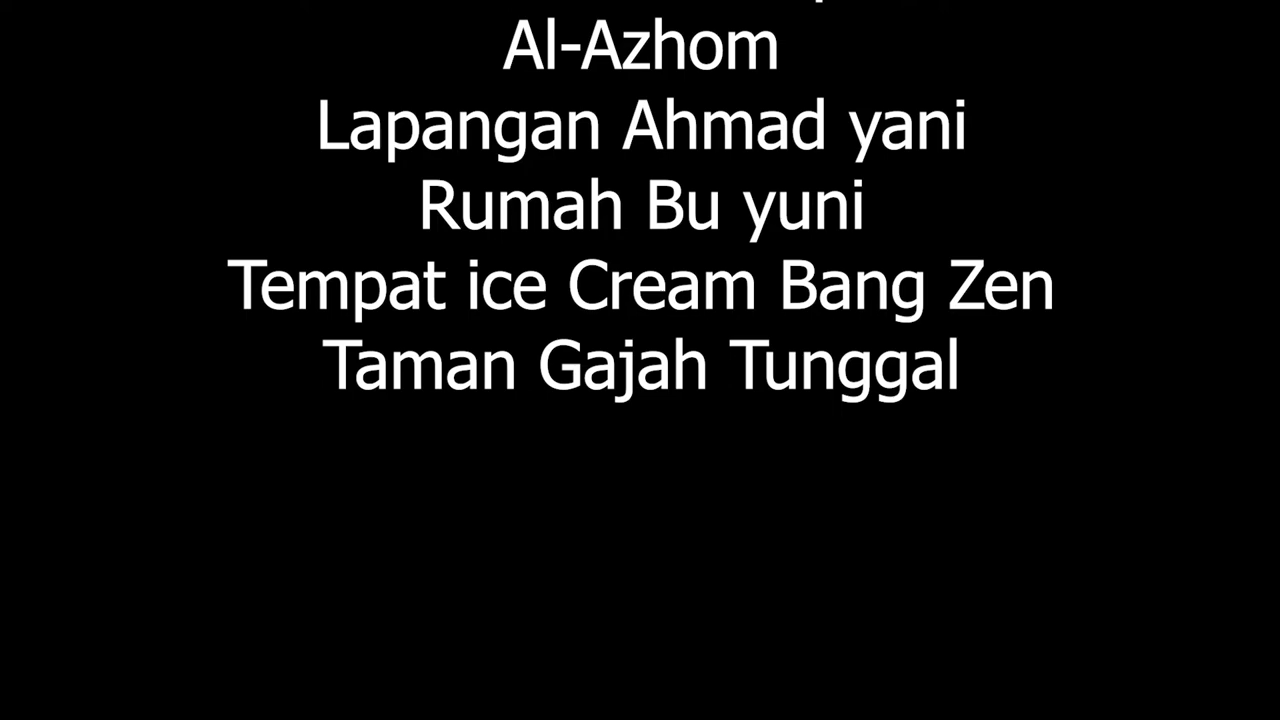 Al-Azhom
Lapangan Ahmad yani
Rumah Bu yuni
Tempat ice Cream Bang Zen
Taman Gajah Tunggal